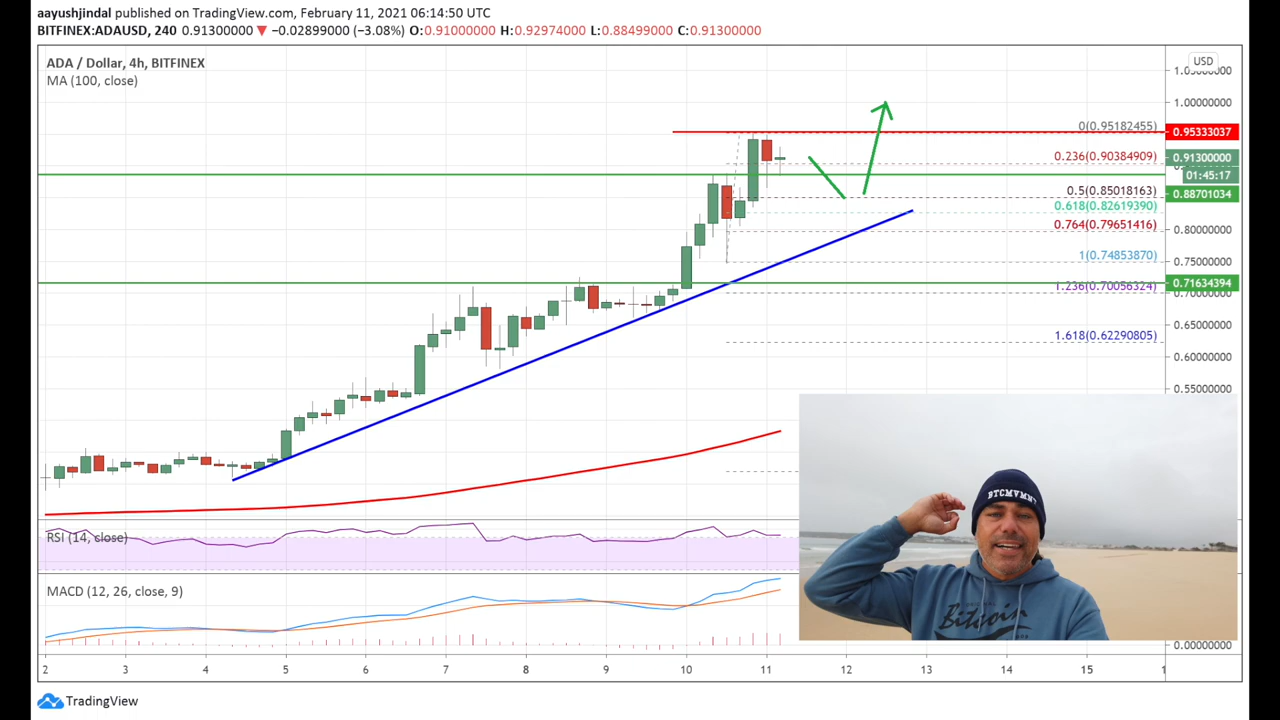 aayushjindal published on TradingView.com, February 11, 2021 06:14:50 UTC
BITFINEX:ADAUSD, 240 0.91300000 ▼ −0.02899000 (−3.08%) O:0.91000000 H:0.92974000 L:0.88499000 C:0.91300000
ADA / Dollar, 4h, BITFINEX
MA (100, close)
USD
1.00000000
0(0.95182455)
0.95333037
0.236(0.90384909)
0.91300000
01:45:17
0.5(0.85018163)
0.88701034
0.618(0.82619390)
0.764(0.79651416)
0.80000000
1(0.74853870)
0.75000000
0.71634394
1.236(0.70056324)
0.70000000
0.65000000
1.618(0.62290805)
0.60000000
0.55000000
BTCMVMNT
Bitcoin
RSI (14, close)
MACD (12, 26, close, 9)
0.00000000
2 3 4 5 6 7 8 9 10 11 12 13 14 15 1
TradingView